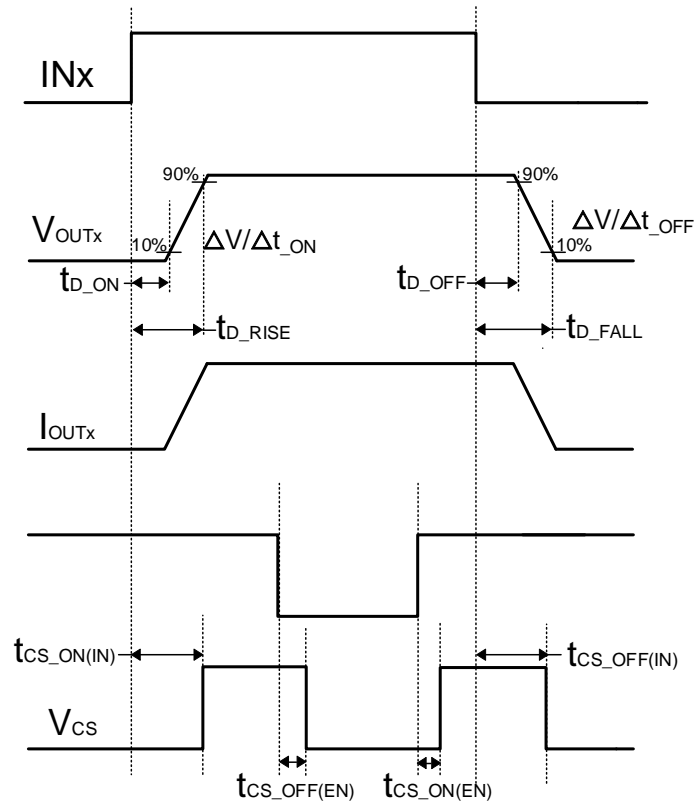 INx
90%
90%
VOUTx
10%
ΔV/Δt_ON
ΔV/Δt_OFF
10%
tD_ON
tD_OFF
tD_RISE
tD_FALL
IOUTx
tCS_ON(IN)
tCS_OFF(IN)
VCS
tCS_OFF(EN)
tCS_ON(EN)